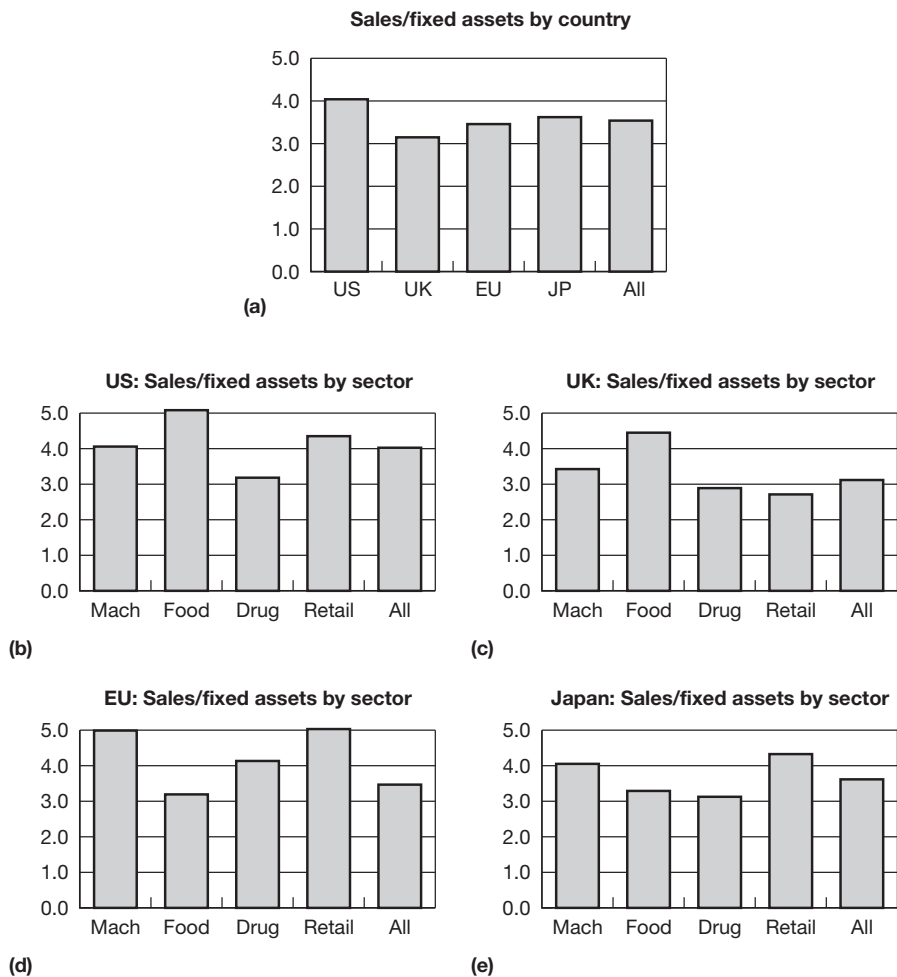 Sales/fixed assets by country
5.0
4.0
3.0
2.0
1.0
0.0
US UK EU JP All
(a)
US: Sales/fixed assets by sector
5.0
4.0
3.0
2.0
1.0
0.0
Mach Food Drug Retail All
(b)
UK: Sales/fixed assets by sector
5.0
4.0
3.0
2.0
1.0
0.0
Mach Food Drug Retail All
(c)
EU: Sales/fixed assets by sector
5.0
4.0
3.0
2.0
1.0
0.0
Mach Food Drug Retail All
(d)
Japan: Sales/fixed assets by sector
5.0
4.0
3.0
2.0
1.0
0.0
Mach Food Drug Retail All
(e)